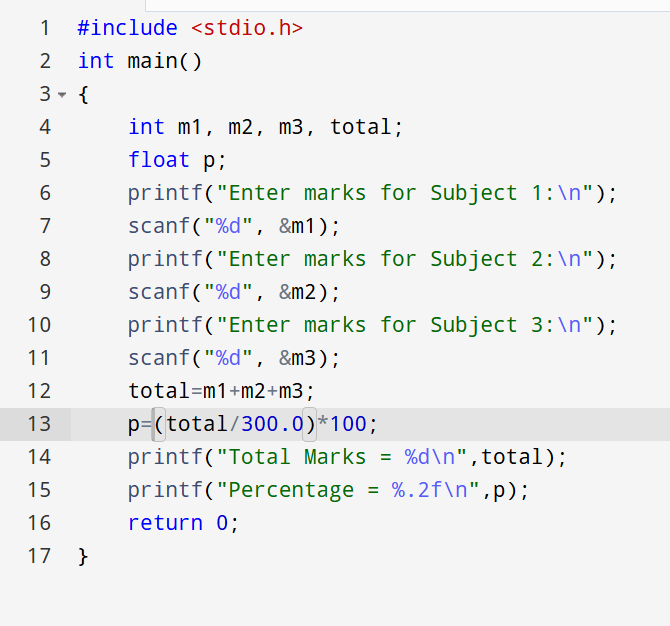 1 #include <stdio.h>
2 int main()
3 {
4 int m1, m2, m3, total;
5 float p;
6 printf("Enter marks for Subject 1:\n");
7 scanf("%d", &m1);
8 printf("Enter marks for Subject 2:\n");
9 scanf("%d", &m2);
10 printf("Enter marks for Subject 3:\n");
11 scanf("%d", &m3);
12 total=m1+m2+m3;
13 p=(total/300.0)*100;
14 printf("Total Marks = %d\n",total);
15 printf("Percentage = %.2f\n",p);
16 return 0;
17 }